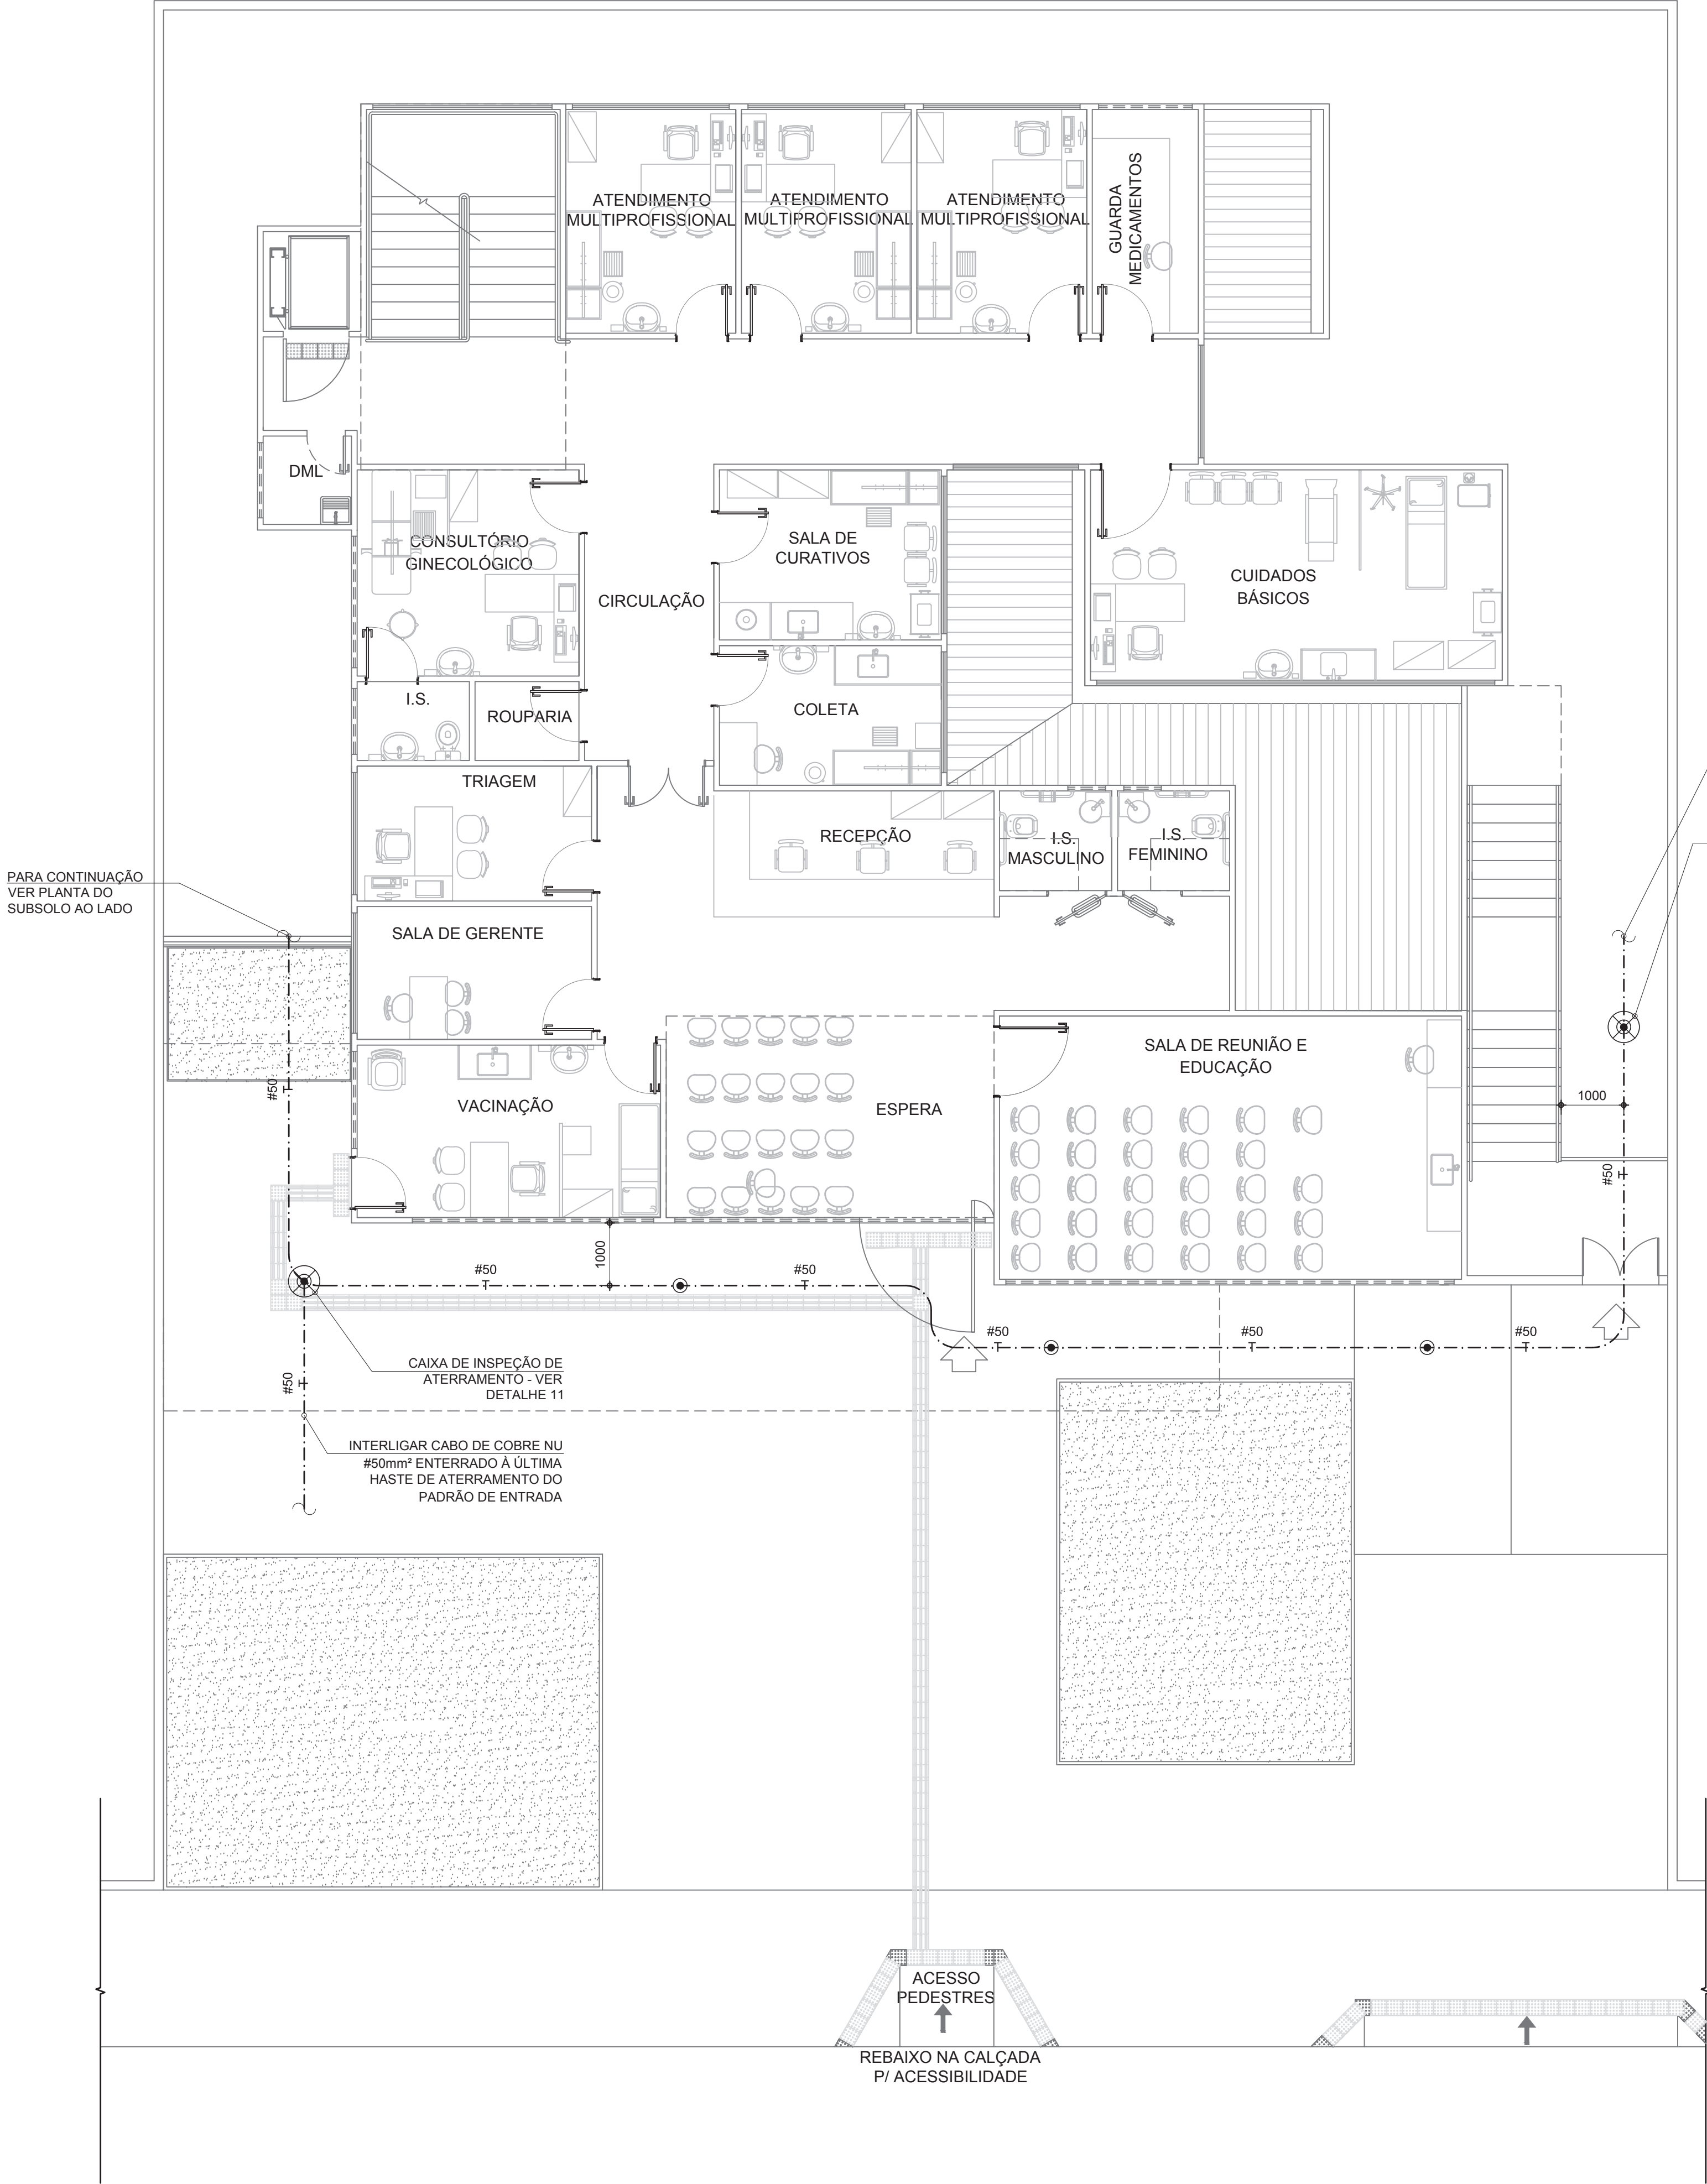 ATENDIMENTO
MULTIPROFISSIONAL
ATENDIMENTO
MULTIPROFISSIONAL
ATENDIMENTO
MULTIPROFISSIONAL
GUARDA
MEDICAMENTOS
DML
CONSULTÓRIO
GINECOLÓGICO
CIRCULAÇÃO
SALA DE
CURATIVOS
CUIDADOS
BÁSICOS
I.S.
ROUPARIA
COLETA
TRIAGEM
RECEPÇÃO
I.S.
MASCULINO
I.S.
FEMININO
PARA CONTINUAÇÃO
VER PLANTA DO
SUBSOLO AO LADO
SALA DE GERENTE
SALA DE REUNIÃO E
EDUCAÇÃO
#50
VACINAÇÃO
ESPERA
1000
#50
1000
#50
#50
#50
#50
#50
CAIXA DE INSPEÇÃO DE
ATERRAMENTO - VER
DETALHE 11
#50
INTERLIGAR CABO DE COBRE NU
#50mm² ENTERRADO À ÚLTIMA
HASTE DE ATERRAMENTO DO
PADRÃO DE ENTRADA
ACESSO
PEDESTRES
REBAIXO NA CALÇADA
P/ ACESSIBILIDADE